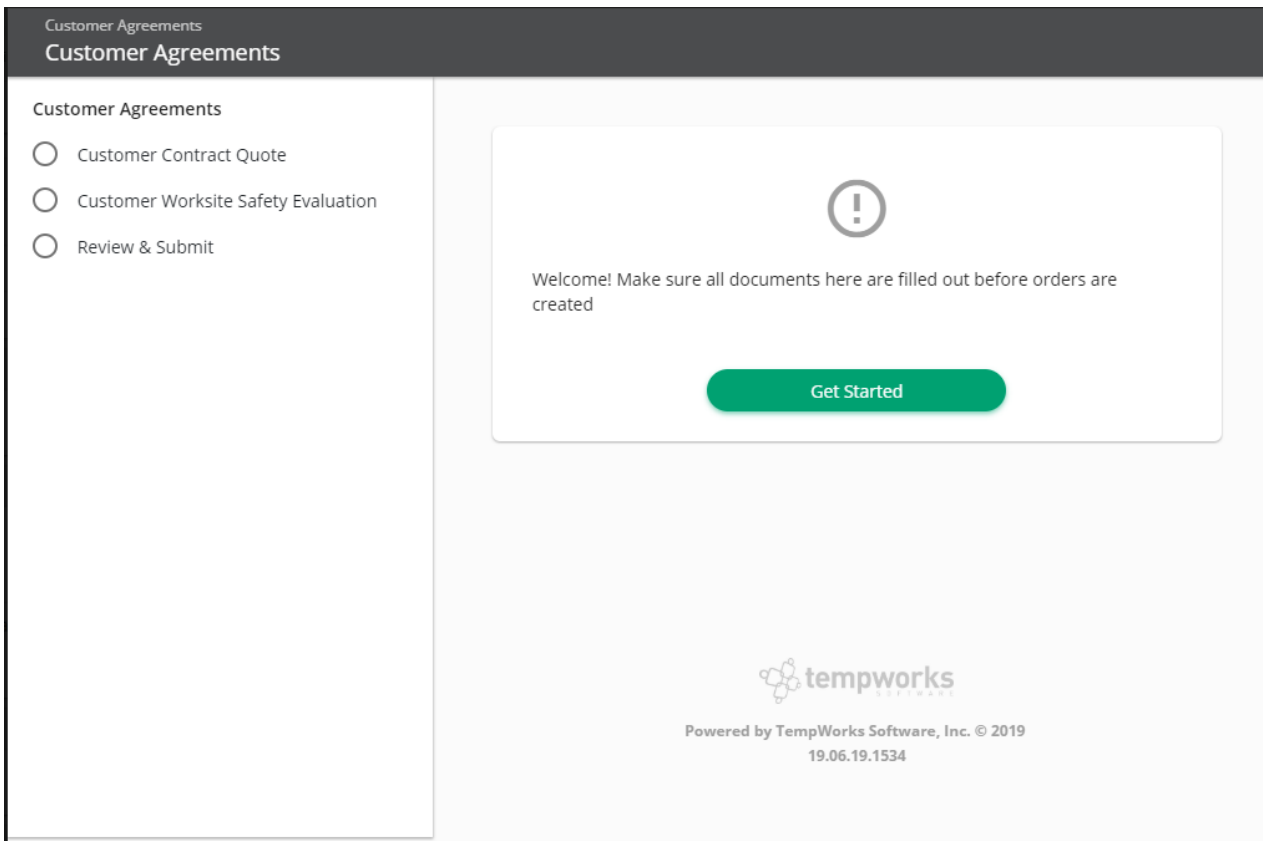 Customer Agreements
Customer Agreements
Customer Agreements
Customer Contract Quote
Customer Worksite Safety Evaluation
Review & Submit
Welcome! Make sure all documents here are filled out before orders are
created
Get Started
tempworks
SOFTWARE
Powered by TempWorks Software, Inc. © 2019
19.06.19.1534